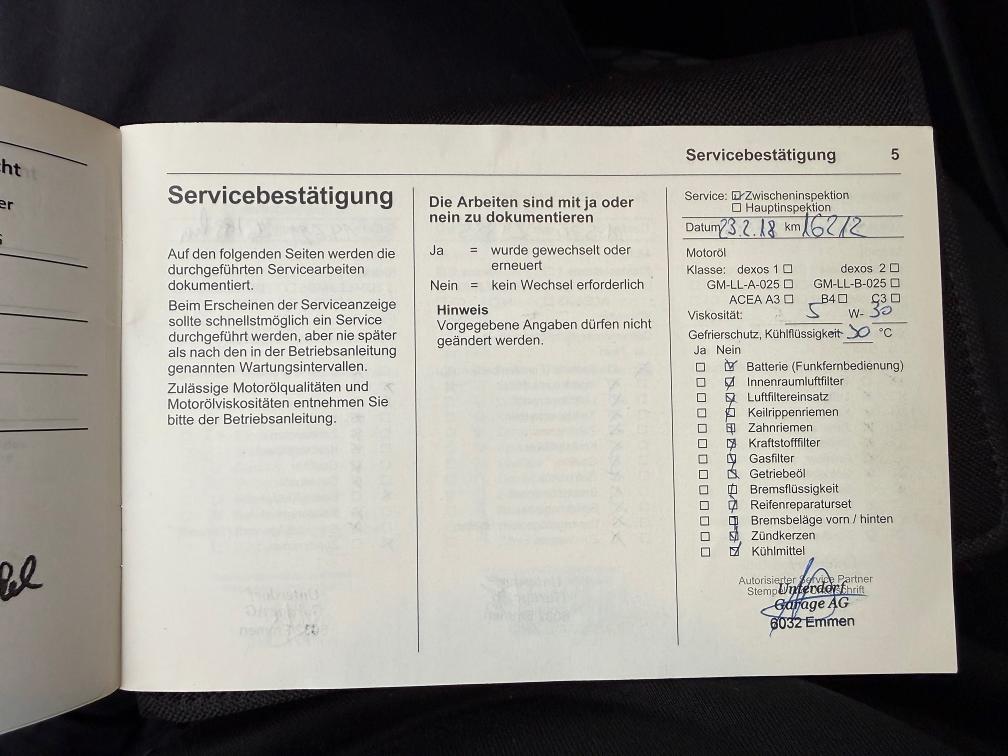 ht
er
Servicebestätigung 5
Servicebestätigung
Auf den folgenden Seiten werden die
durchgeführten Servicearbeiten
dokumentiert.
Beim Erscheinen der Serviceanzeige
sollte schnellstmöglich ein Service
durchgeführt werden, aber nie später
als nach den in der Betriebsanleitung
genannten Wartungsintervallen.
Zulässige Motorölqualitäten und
Motorölviskositäten entnehmen Sie
bitte der Betriebsanleitung.
Die Arbeiten sind mit ja oder
nein zu dokumentieren
Ja = wurde gewechselt oder
erneuert
Nein = kein Wechsel erforderlich
Hinweis
Vorgegebene Angaben dürfen nicht
geändert werden.
Service: ☑ Zwischeninspektion
☐ Hauptinspektion
Datum 23.2.18 km 16212
Motoröl
Klasse: dexos 1 ☐ dexos 2 ☐
GM-LL-A-025 ☐ GM-LL-B-025 ☐
ACEA A3 ☐ B4 ☐ C3 ☐
Viskosität: 5 W- 30
Gefrierschutz, Kühlflüssigkeit - 30 °C
Ja Nein
☐ ☑ Batterie (Funkfernbedienung)
☐ ☑ Innenraumluftfilter
☐ ☑ Luftfiltereinsatz
☐ ☑ Keilrippenriemen
☐ ☑ Zahnriemen
☐ ☑ Kraftstofffilter
☐ ☑ Gasfilter
☐ ☑ Getriebeöl
☐ ☑ Bremsflüssigkeit
☐ ☑ Reifenreparaturset
☐ ☑ Bremsbeläge vorn / hinten
☐ ☑ Zündkerzen
☐ ☑ Kühlmittel
Autorisierter Service Partner
Stempel Unterschrift
Unterdorf
Garage AG
6032 Emmen